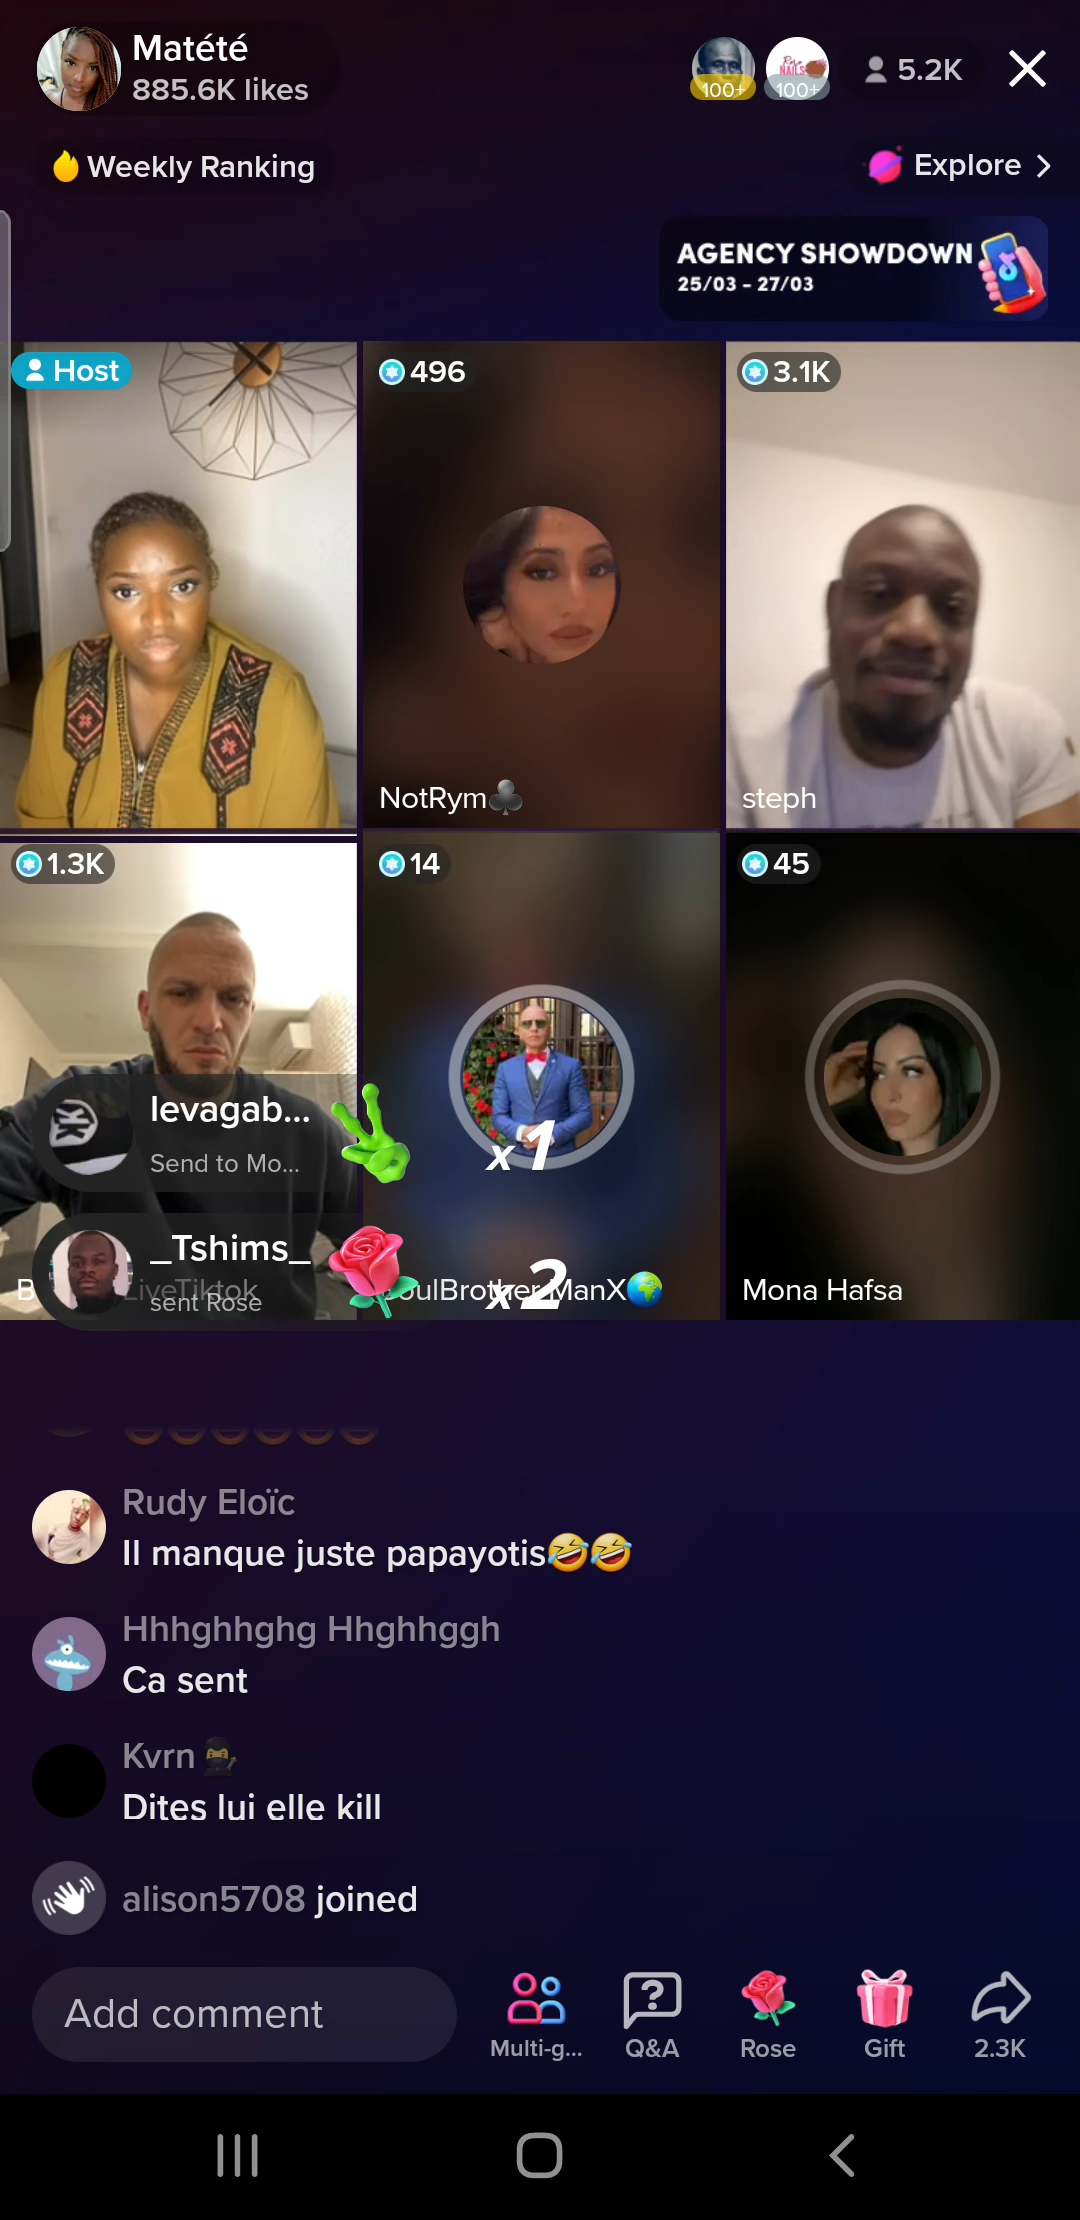 Matété
885.6K likes
100+
100+
5.2K
Weekly Ranking
Explore
AGENCY SHOWDOWN
25/03 - 27/03
Host
496
3.1K
NotRym
steph
1.3K
14
45
levagab...
Send to Mo...
x1
_Tshims_
sent Rose
x2
B LiveTiktok
oulBrother ManX
Mona Hafsa
Rudy Eloïc
Il manque juste papayotis🤣🤣
Hhhghhghg Hhghhggh
Ca sent
Kvrn
Dites lui elle kill
alison5708 joined
Add comment
Multi-g...
Q&A
Rose
Gift
2.3K